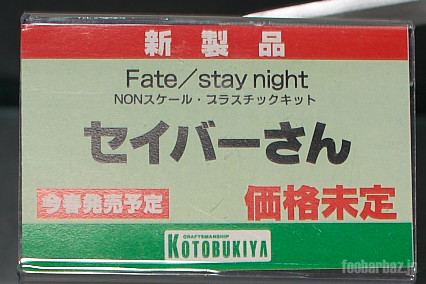 新製品
Fate／stay night
NONスケール・プラスチックキット
セイバーさん
今春発売予定
価格未定
CRAFTSMANSHIP
KOTOBUKIYA
foobarbaz.jp